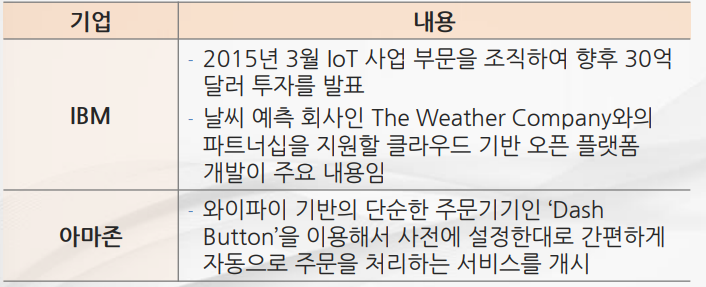 기업 내용
- 2015년 3월 IoT 사업 부문을 조직하여 향후 30억
달러 투자를 발표
IBM
- 날씨 예측 회사인 The Weather Company와의
파트너십을 지원할 클라우드 기반 오픈 플랫폼
개발이 주요 내용임
- 와이파이 기반의 단순한 주문기기인 ‘Dash
아마존
Button’을 이용해서 사전에 설정한대로 간편하게
자동으로 주문을 처리하는 서비스를 개시